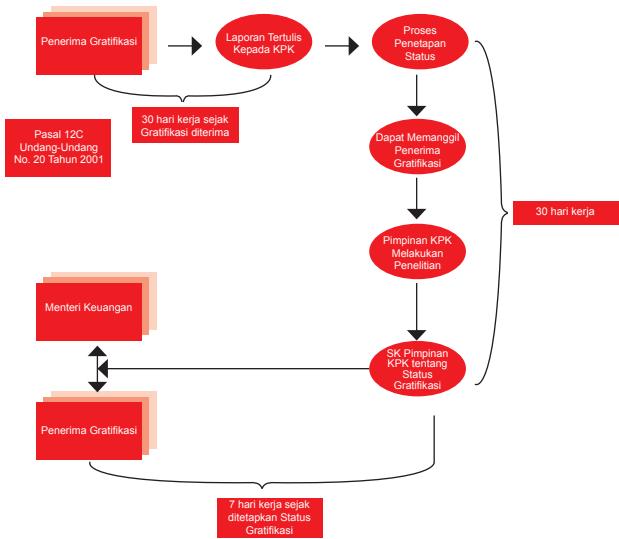 Penerima Gratifikasi
Laporan Tertulis
Kepada KPK
Proses
Penetapan
Status
30 hari kerja sejak
Gratifikasi diterima
Pasal 12C
Undang-Undang
No. 20 Tahun 2001
Dapat Memanggil
Penerima
Gratifikasi
30 hari kerja
Pimpinan KPK
Melakukan
Penelitian
Menteri Keuangan
SK Pimpinan
KPK tentang
Status
Gratifikasi
Penerima Gratifikasi
7 hari kerja sejak
ditetapkan Status
Gratifikasi